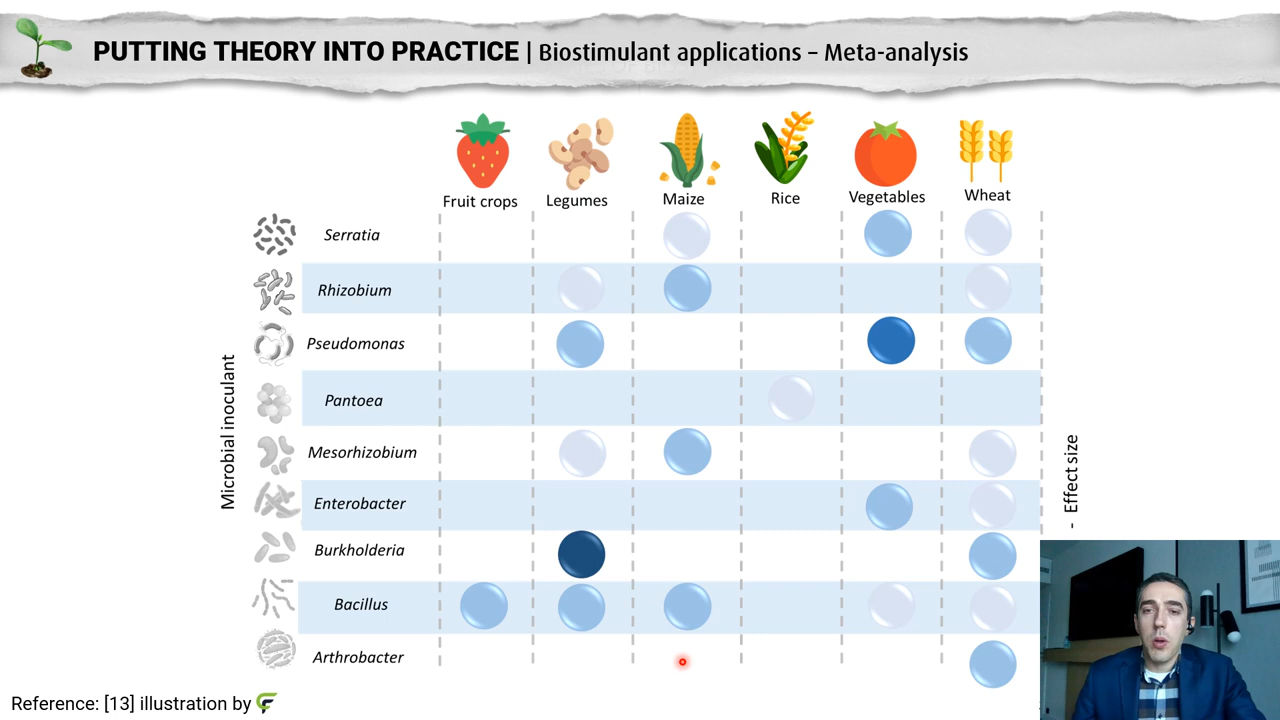 PUTTING THEORY INTO PRACTICE | Biostimulant applications – Meta-analysis
Fruit crops
Legumes
Maize
Rice
Vegetables
Wheat
Microbial inoculant
Serratia
Rhizobium
Pseudomonas
Pantoea
Mesorhizobium
Enterobacter
Burkholderia
Bacillus
Arthrobacter
- Effect size
Reference: [13] illustration by